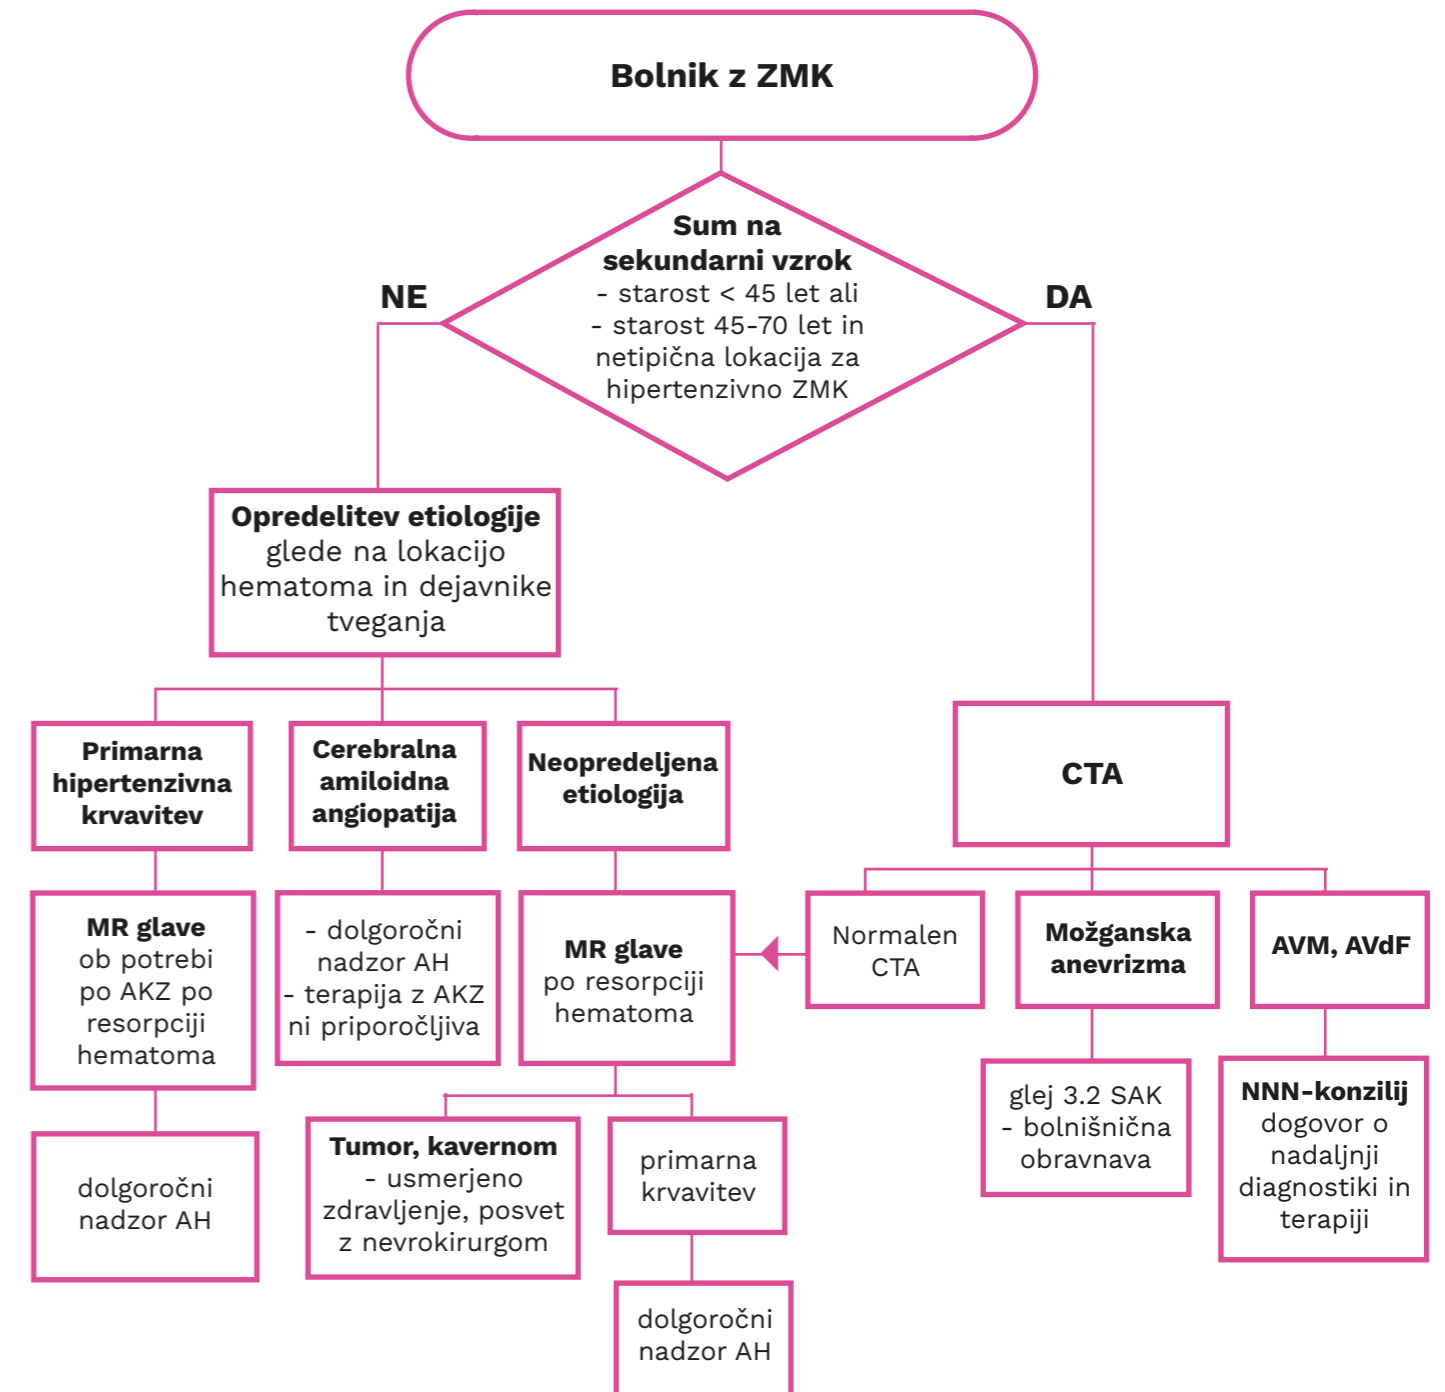 Bolnik z ZMK
Sum na
sekundarni vzrok
- starost < 45 let ali
- starost 45-70 let in
netipična lokacija za
hipertenzivno ZMK
NE
DA
Opredelitev etiologije
glede na lokacijo
hematoma in dejavnike
tveganja
Primarna
hipertenzivna
krvavitev
Cerebralna
amiloidna
angiopatija
Neopredeljena
etiologija
CTA
MR glave
ob potrebi
po AKZ po
resorpciji
hematoma
- dolgoročni
nadzor AH
- terapija z AKZ
ni priporočljiva
MR glave
po resorpciji
hematoma
Normalen
CTA
Možganska
anevrizma
AVM, AVdF
dolgoročni
nadzor AH
Tumor, kavernom
- usmerjeno
zdravljenje, posvet
z nevrokirurgom
primarna
krvavitev
glej 3.2 SAK
- bolnišnična
obravnava
NNN-konzilij
dogovor o
nadaljnji
diagnostiki in
terapiji
dolgoročni
nadzor AH